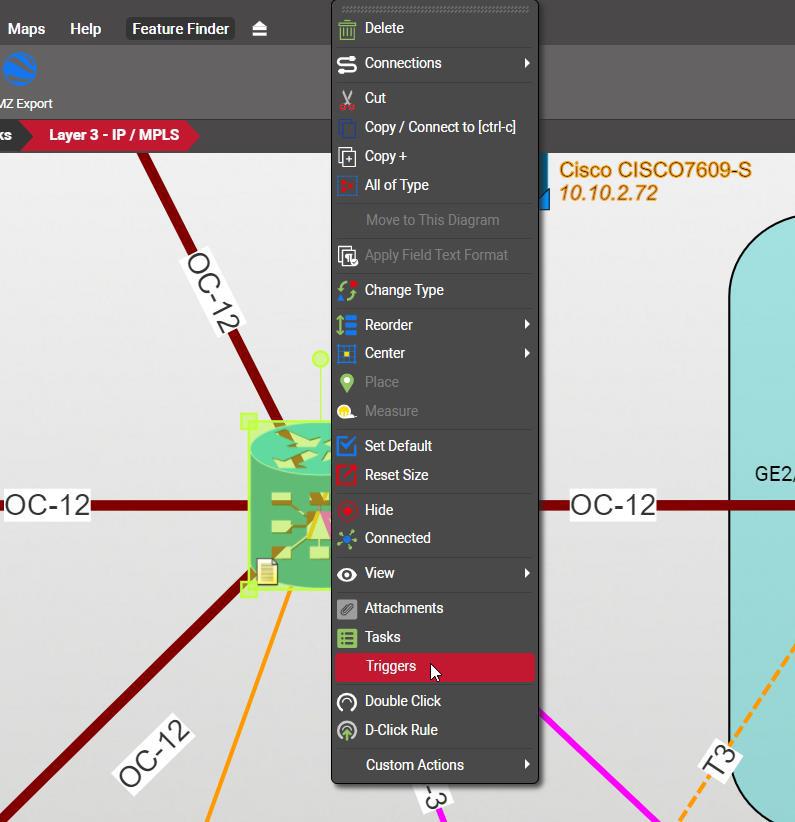 Maps Help Feature Finder
MZ Export
ks Layer 3 - IP / MPLS
Delete
Connections
Cut
Copy / Connect to [ctrl-c]
Copy +
All of Type
Move to This Diagram
Apply Field Text Format
Change Type
Reorder
Center
Place
Measure
Set Default
Reset Size
Hide
Connected
View
Attachments
Tasks
Triggers
Double Click
D-Click Rule
Custom Actions
Cisco CISCO7609-S
10.10.2.72
OC-12
GE2/
OC-12
OC-12
OC-12
T3
-3